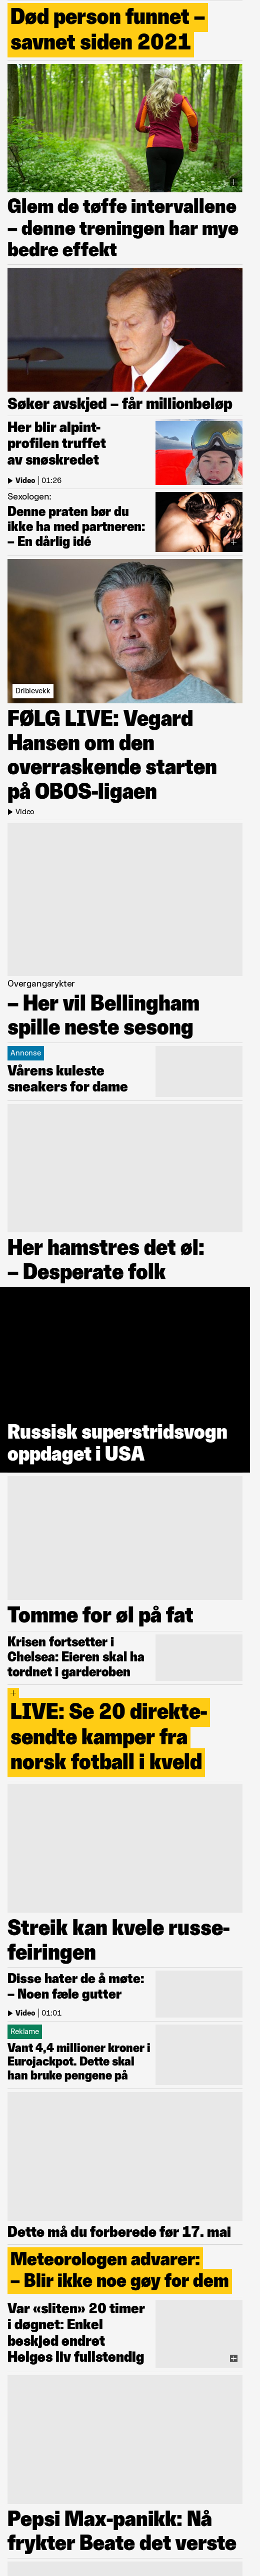 Død person funnet –
savnet siden 2021
Glem de tøffe intervallene
– denne treningen har mye
bedre effekt
Søker avskjed – får millionbeløp
Her blir alpint-
profilen truffet
av snøskredet
Video | 01:26
Sexologen:
Denne praten bør du
ikke ha med partneren:
– En dårlig idé
Driblevekk
FØLG LIVE: Vegard
Hansen om den
overraskende starten
på OBOS-ligaen
Video
Overgangsrykter
– Her vil Bellingham
spille neste sesong
Annonse
Vårens kuleste
sneakers for dame
Her hamstres det øl:
– Desperate folk
Russisk superstridsvogn
oppdaget i USA
Tomme for øl på fat
Krisen fortsetter i
Chelsea: Eieren skal ha
tordnet i garderoben
+
LIVE: Se 20 direkte-
sendte kamper fra
norsk fotball i kveld
Streik kan kvele russe-
feiringen
Disse hater de å møte:
– Noen fæle gutter
Video | 01:01
Reklame
Vant 4,4 millioner kroner i
Eurojackpot. Dette skal
han bruke pengene på
Dette må du forberede før 17. mai
Meteorologen advarer:
– Blir ikke noe gøy for dem
Var «sliten» 20 timer
i døgnet: Enkel
beskjed endret
Helges liv fullstendig
Pepsi Max-panikk: Nå
frykter Beate det verste